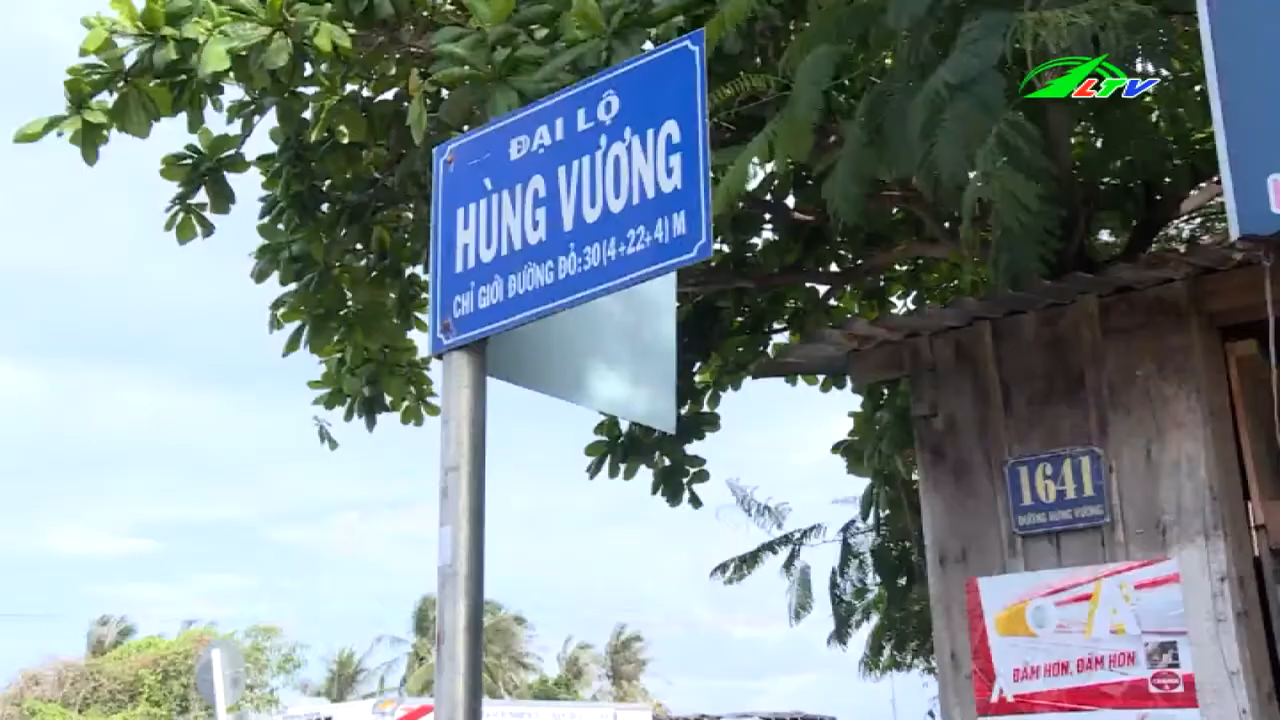 ĐẠI LỘ
HÙNG VƯƠNG
CHỈ GIỚI ĐƯỜNG ĐỎ:30(4+22+4) M
LTV
1641
ĐƯỜNG HÙNG VƯƠNG
ĐẬM HƠN, ĐẦM HƠN